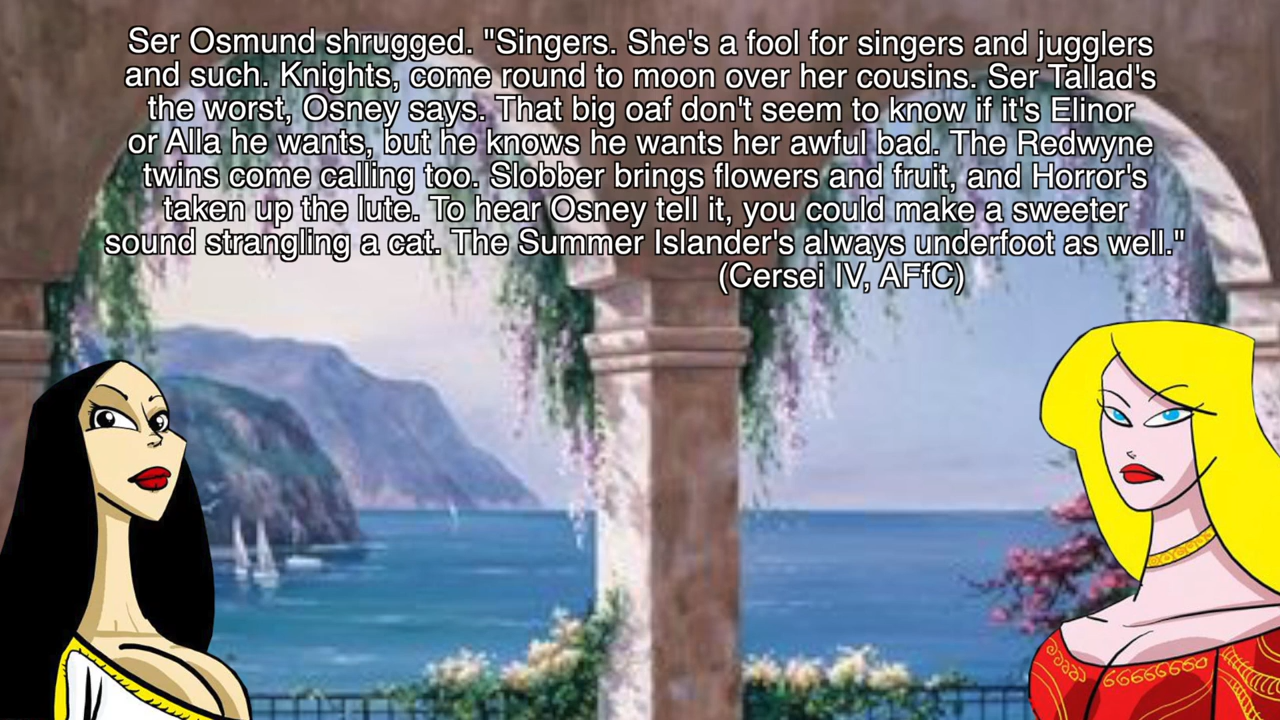 Ser Osmund shrugged. "Singers. She's a fool for singers and jugglers
and such. Knights, come round to moon over her cousins. Ser Tallad's
the worst, Osney says. That big oaf don't seem to know if it's Elinor
or Alla he wants, but he knows he wants her awful bad. The Redwyne
twins come calling too. Slobber brings flowers and fruit, and Horror's
taken up the lute. To hear Osney tell it, you could make a sweeter
sound strangling a cat. The Summer Islander's always underfoot as well."
(Cersei IV, AFfC)